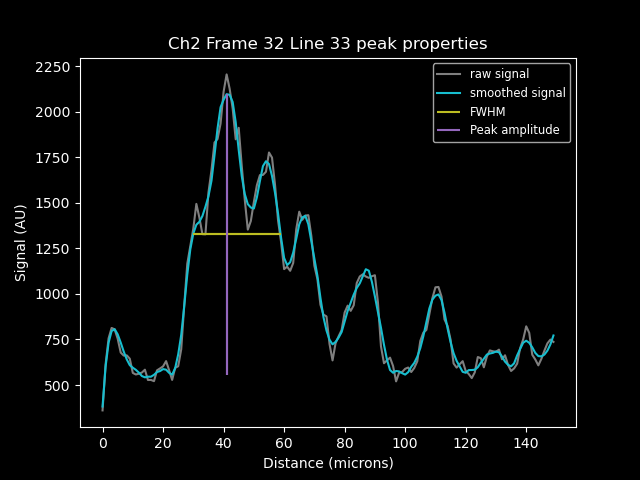 Ch2 Frame 32 Line 33 peak properties
raw signal
smoothed signal
FWHM
Peak amplitude
Signal (AU)
2250
2000
1750
1500
1250
1000
750
500
0 20 40 60 80 100 120 140
Distance (microns)